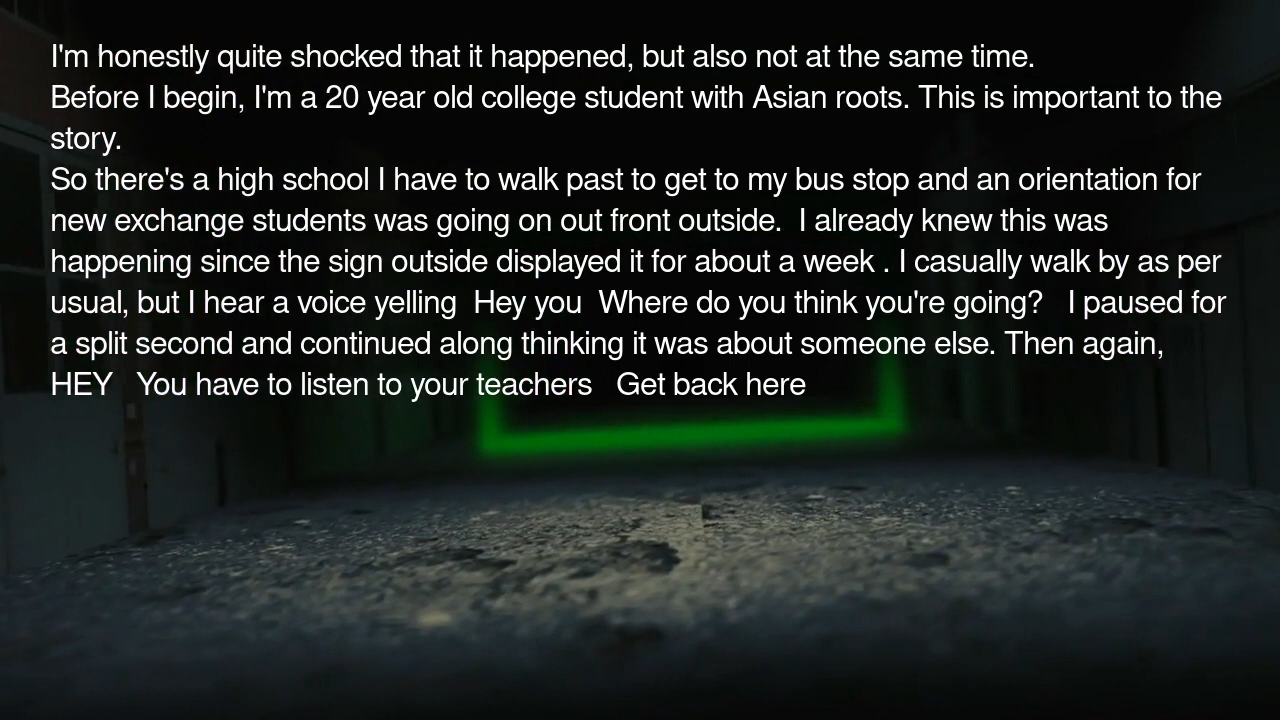 I'm honestly quite shocked that it happened, but also not at the same time.
Before I begin, I'm a 20 year old college student with Asian roots. This is important to the
story.
So there's a high school I have to walk past to get to my bus stop and an orientation for
new exchange students was going on out front outside.  I already knew this was
happening since the sign outside displayed it for about a week . I casually walk by as per
usual, but I hear a voice yelling  Hey you  Where do you think you're going?   I paused for
a split second and continued along thinking it was about someone else. Then again,
HEY   You have to listen to your teachers   Get back here